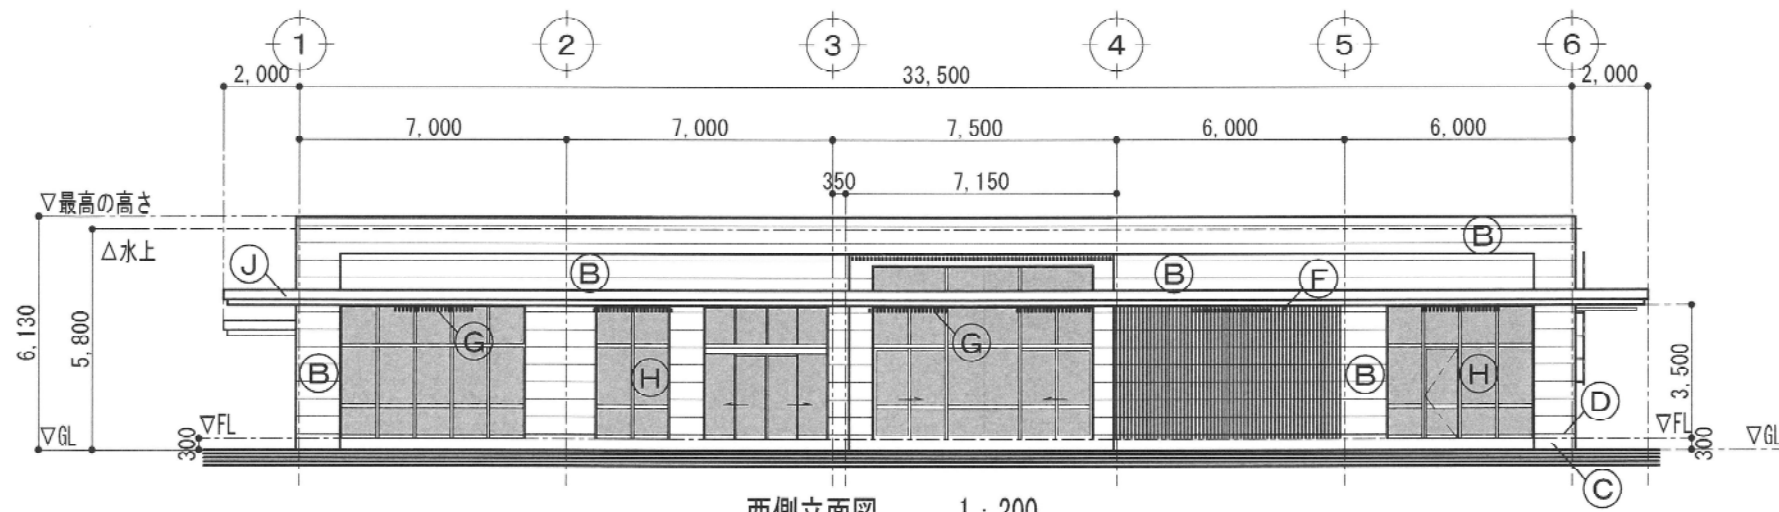 1 2 3 4 5 6
2,000 33,500 2,000
7,000 7,000 7,500 6,000 6,000
350 7,150
▽最高の高さ
△水上
B
J B B F
6,130 5,800 3,500
G G
B H B H
D
▽GL 300 ▽FL ▽FL 300 ▽GL
C
西側立面図 1:200